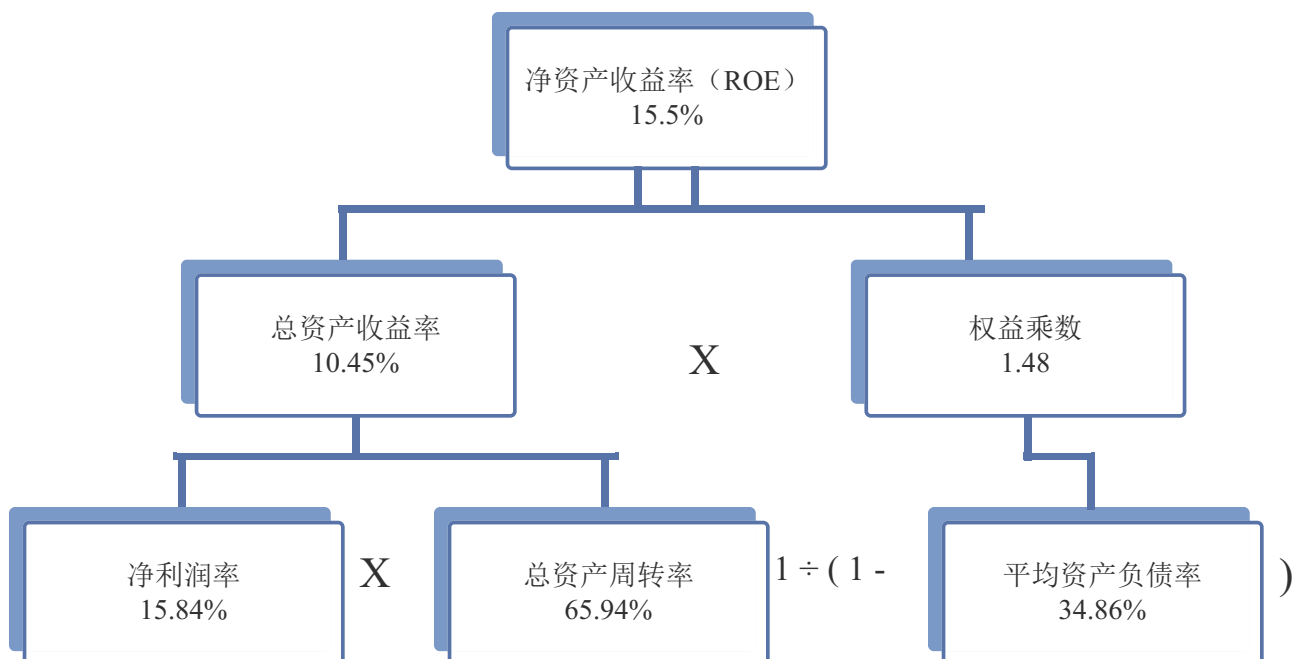 净资产收益率（ROE）
15.5%
总资产收益率
10.45%
X
权益乘数
1.48
净利润率
15.84%
X
总资产周转率
65.94%
1 ÷ ( 1 -
平均资产负债率
34.86%
)